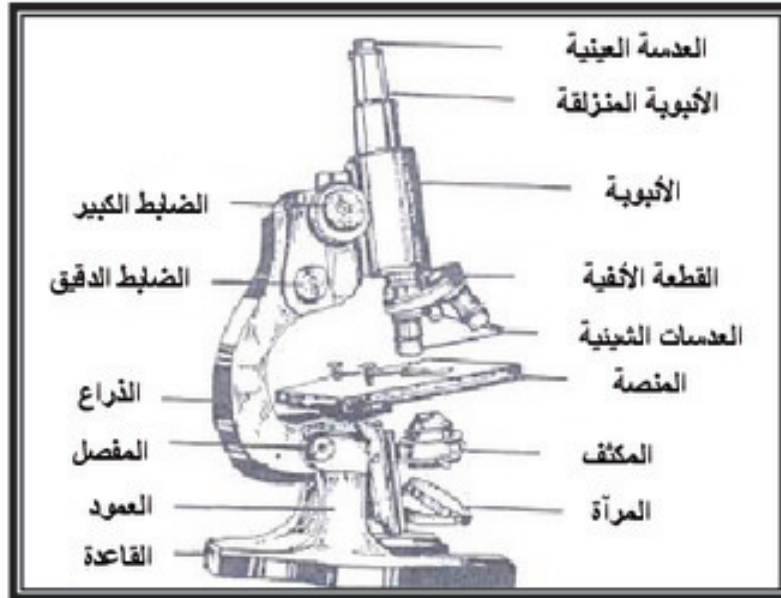 العدسة العينية
الأنبوبة المنزلقة
الأنبوبة
القطعة الأنفية
العدسات الشيئية
المنصة
المكثف
المرآة
الضابط الكبير
الضابط الدقيق
الذراع
المفصل
العمود
القاعدة